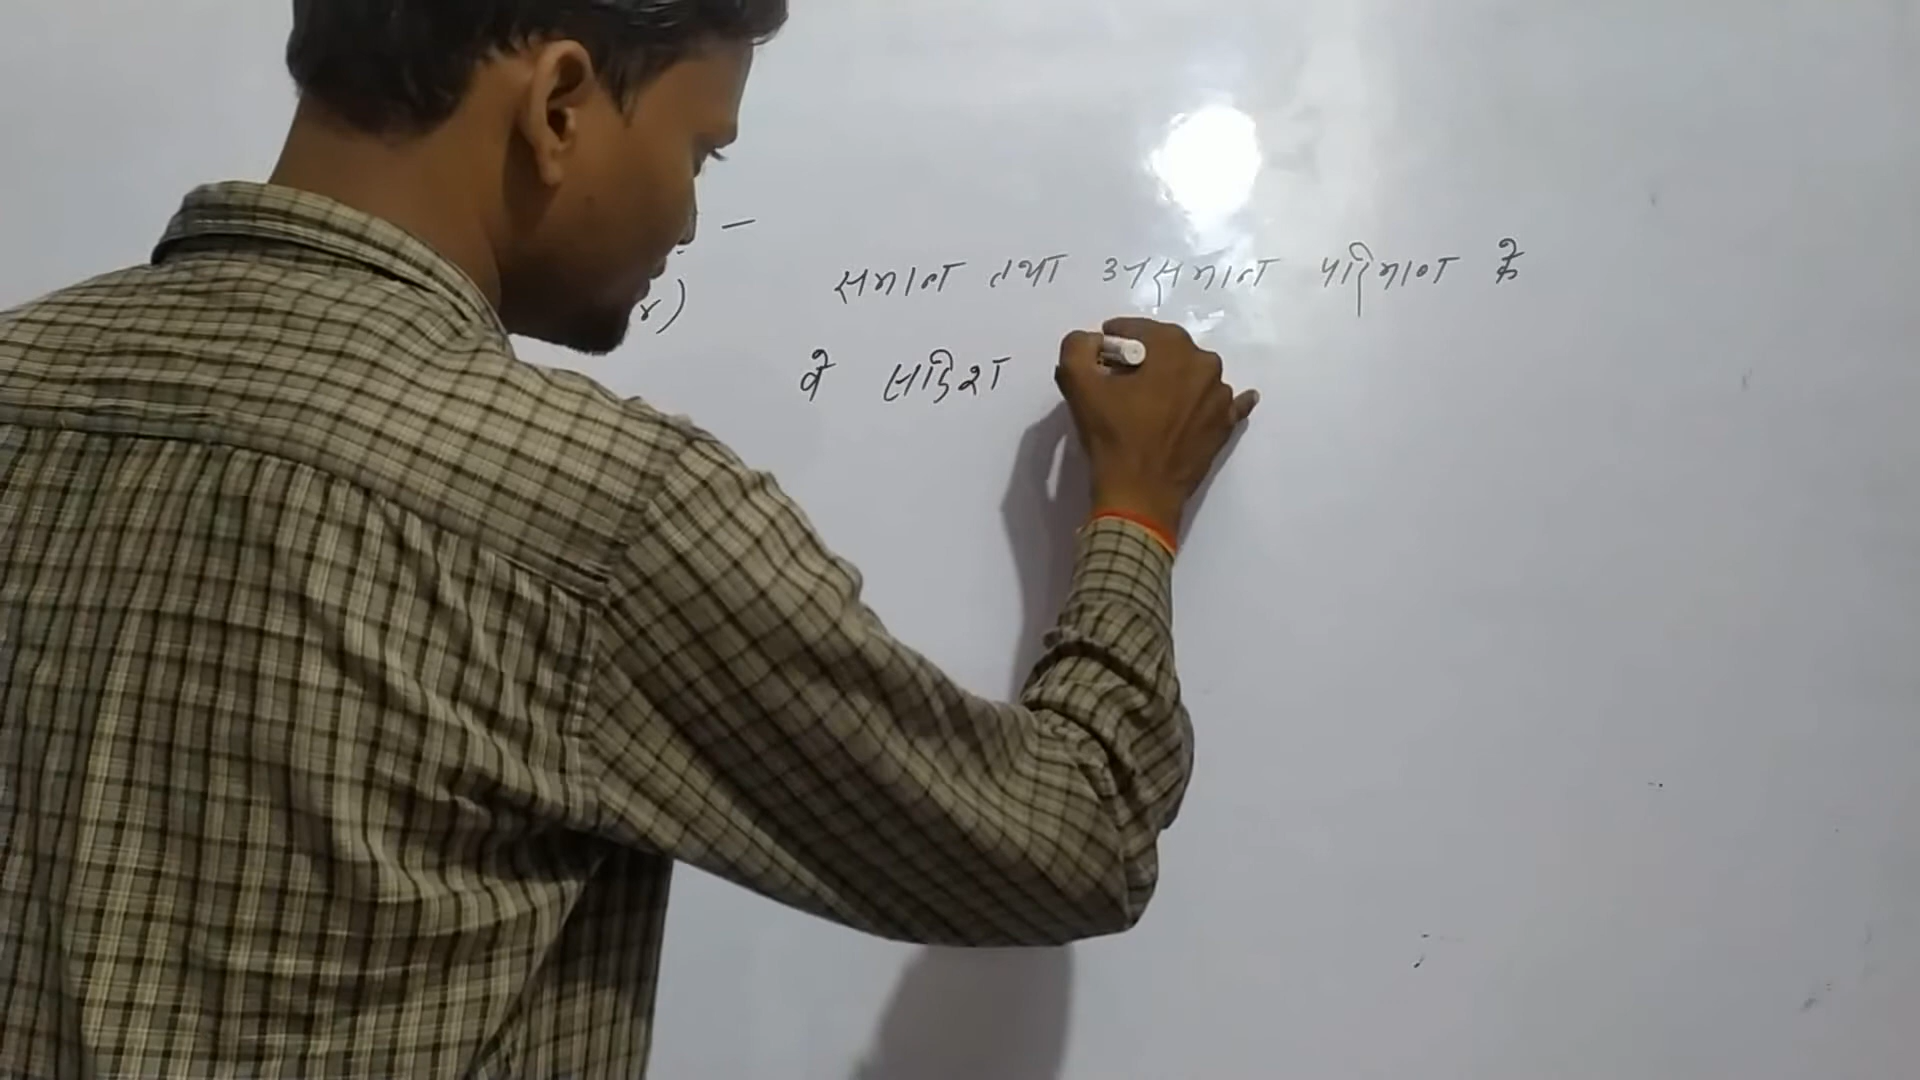 समान तथा असमान परिमाण के
वे सदिश